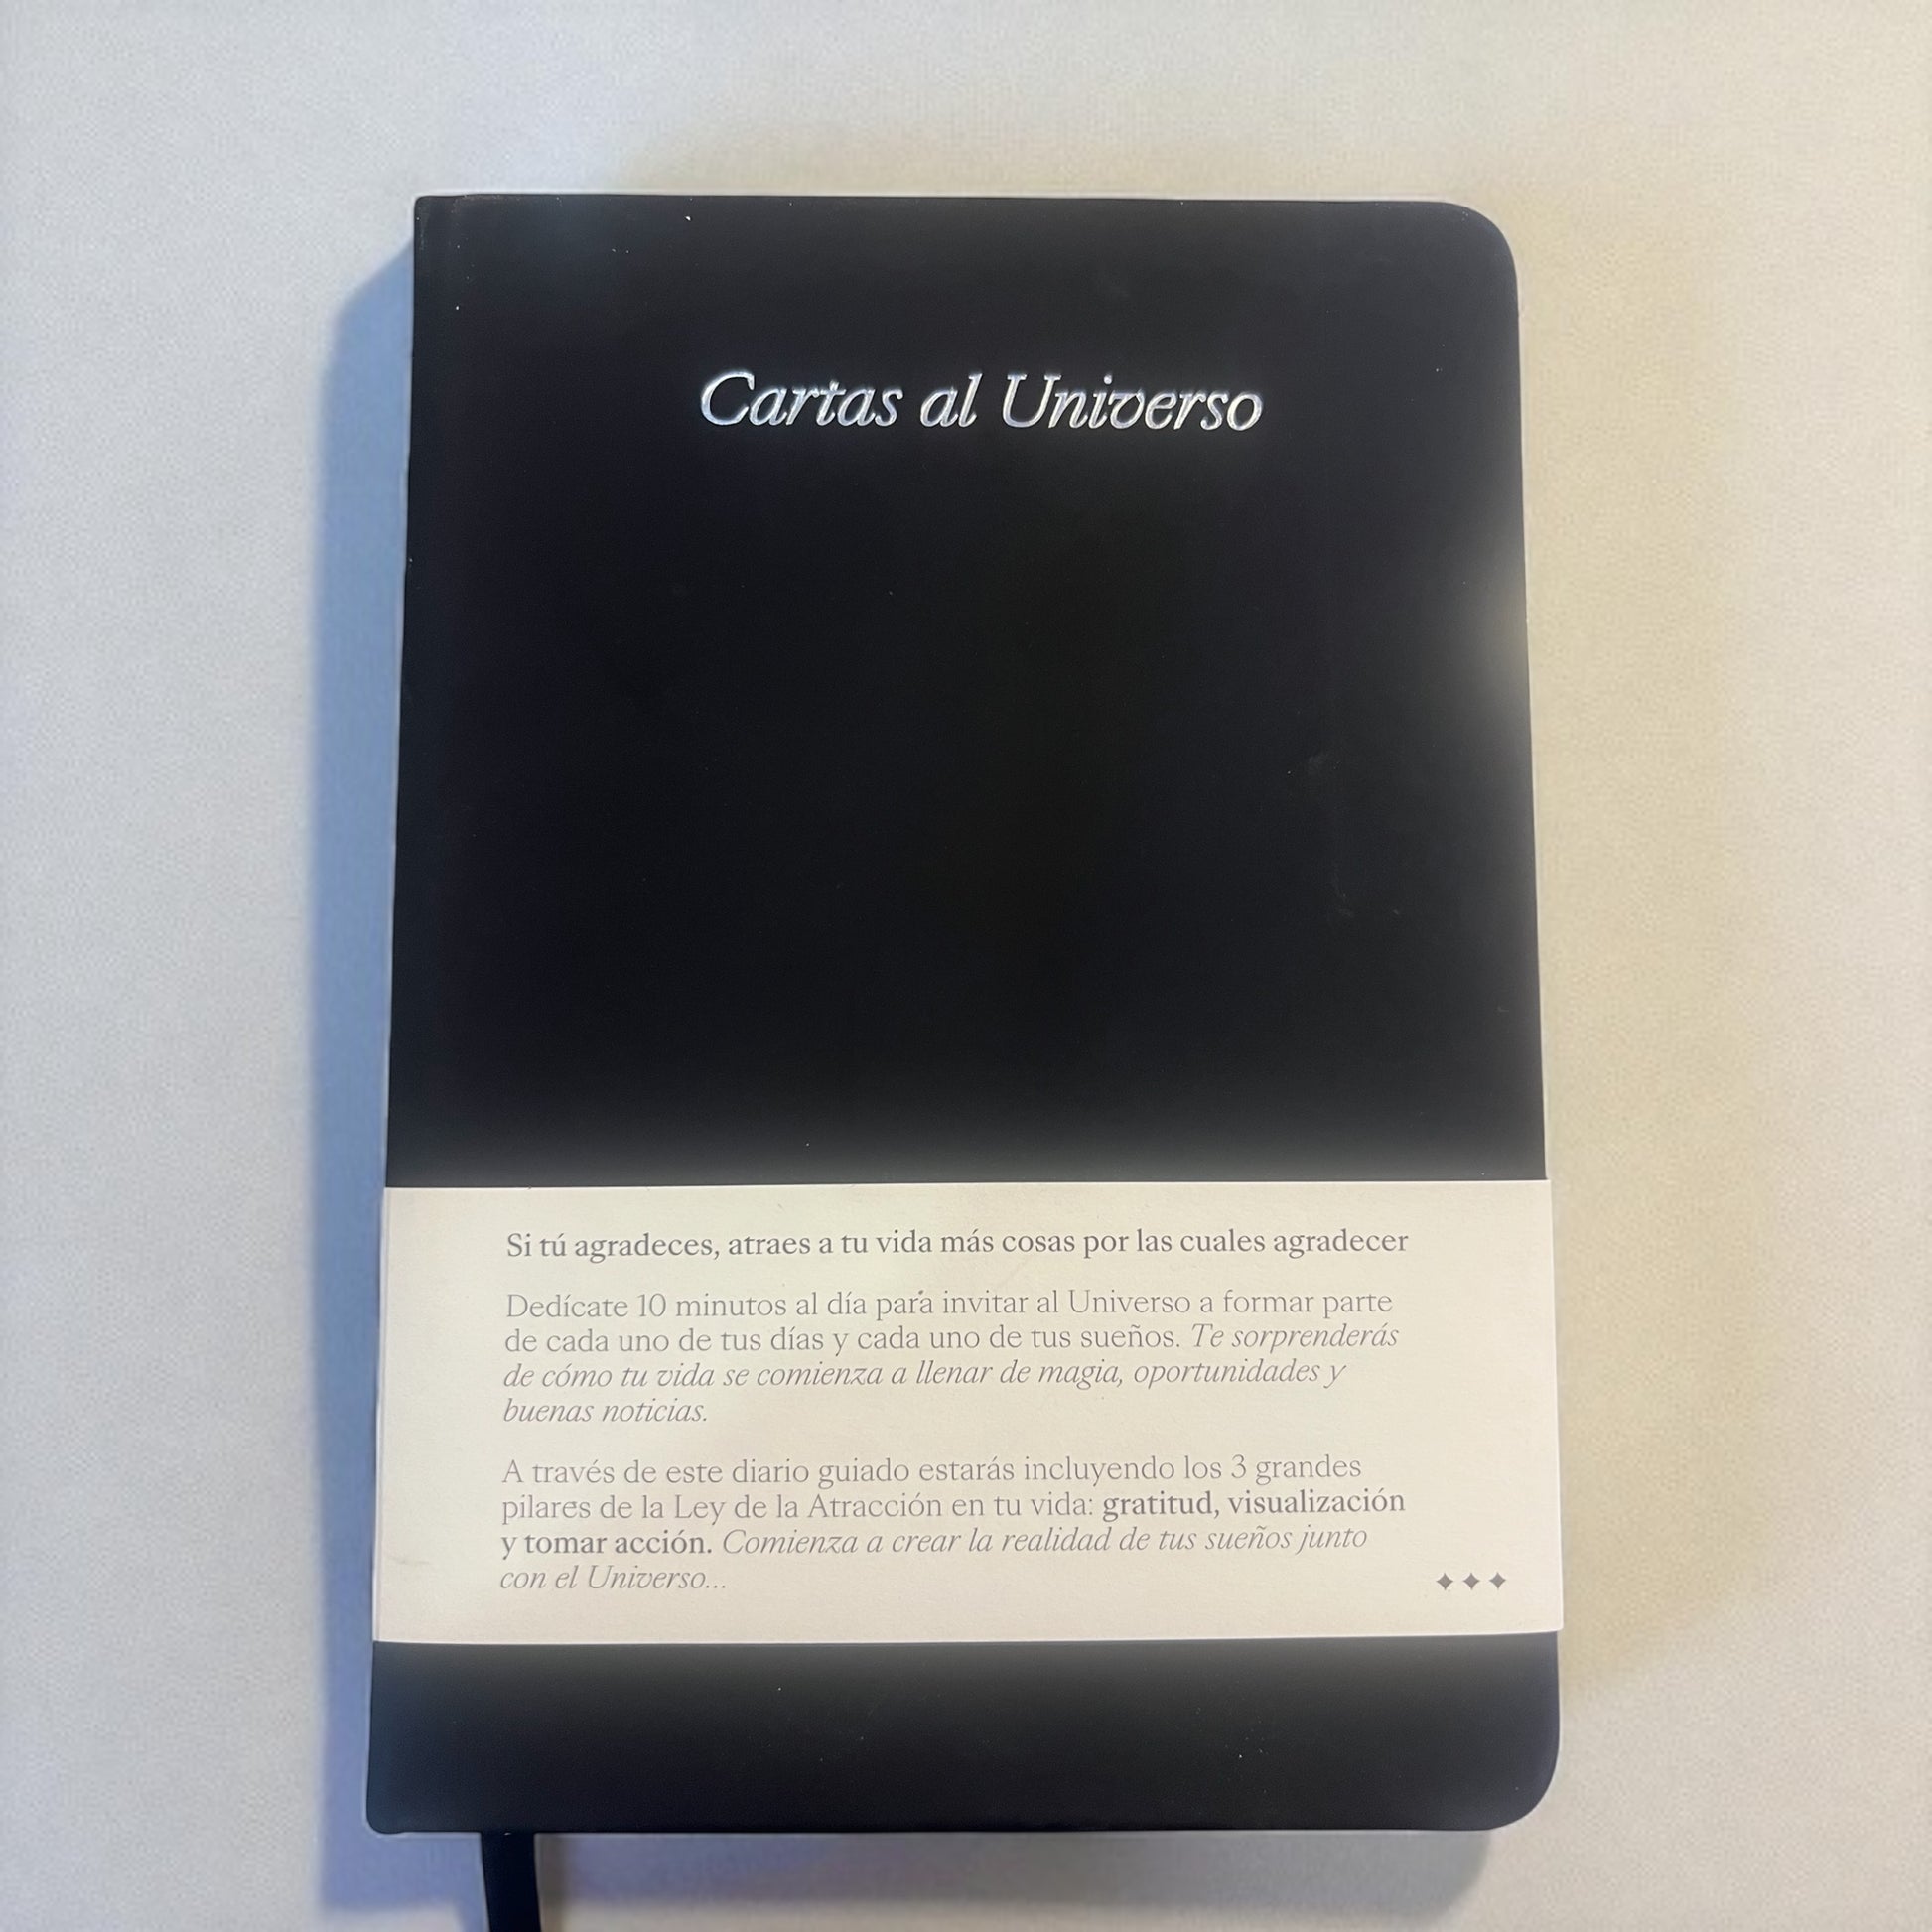 Cartas al Universo
Si tú agradeces, atraes a tu vida más cosas por las cuales agradecer
Dedícate 10 minutos al día para invitar al Universo a formar parte
de cada uno de tus días y cada uno de tus sueños. Te sorprenderás
de cómo tu vida se comienza a llenar de magia, oportunidades y
buenas noticias.
A través de este diario guiado estarás incluyendo los 3 grandes
pilares de la Ley de la Atracción en tu vida: gratitud, visualización
y tomar acción. Comienza a crear la realidad de tus sueños junto
con el Universo...